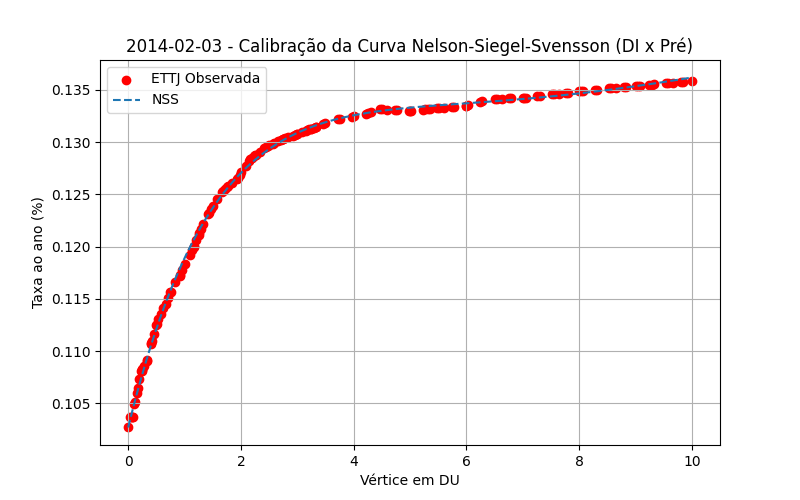 2014-02-03 - Calibração da Curva Nelson-Siegel-Svensson (DI x Pré)
ETTJ Observada
NSS
0.135
0.130
0.125
0.120
0.115
0.110
0.105
Taxa ao ano (%)
0 2 4 6 8 10
Vértice em DU